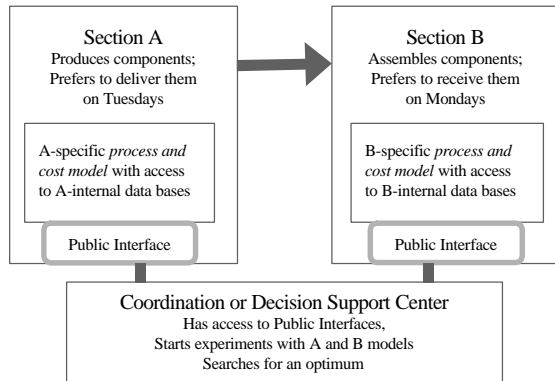 Section A
Produces components;
Prefers to deliver them
on Tuesdays
A-specific process and
cost model with access
to A-internal data bases
Public Interface
Section B
Assembles components;
Prefers to receive them
on Mondays
B-specific process and
cost model with access
to B-internal data bases
Public Interface
Coordination or Decision Support Center
Has access to Public Interfaces,
Starts experiments with A and B models
Searches for an optimum